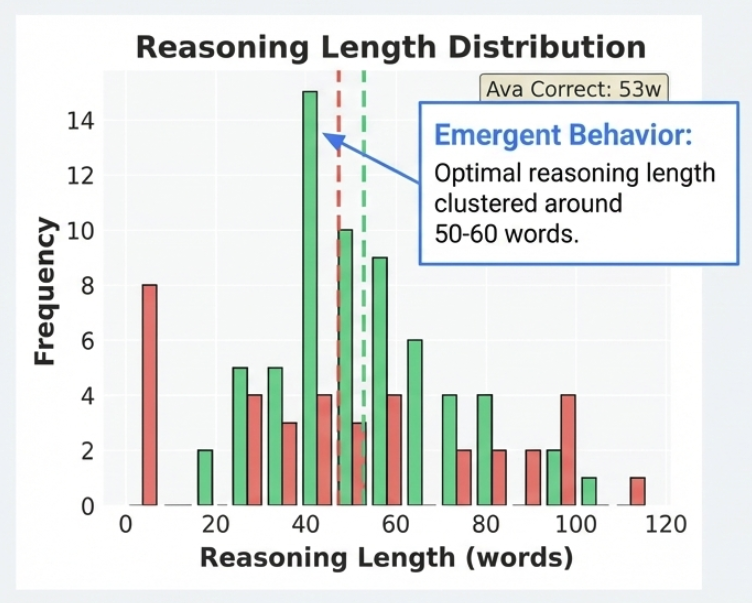 Reasoning Length Distribution
Ava Correct: 53w
Emergent Behavior:
Optimal reasoning length
clustered around
50-60 words.
Frequency
14
12
10
8
6
4
2
0
0 20 40 60 80 100 120
Reasoning Length (words)